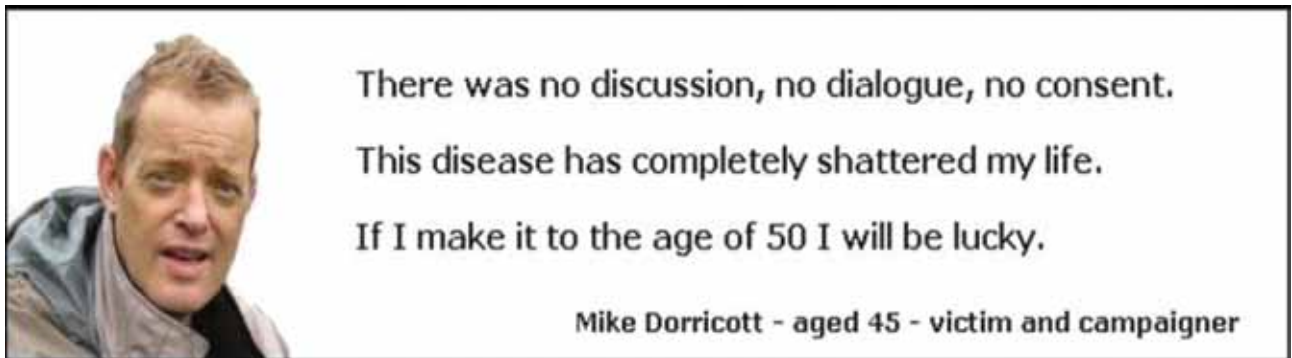 There was no discussion, no dialogue, no consent.
This disease has completely shattered my life.
If I make it to the age of 50 I will be lucky.
Mike Dorricott - aged 45 - victim and campaigner